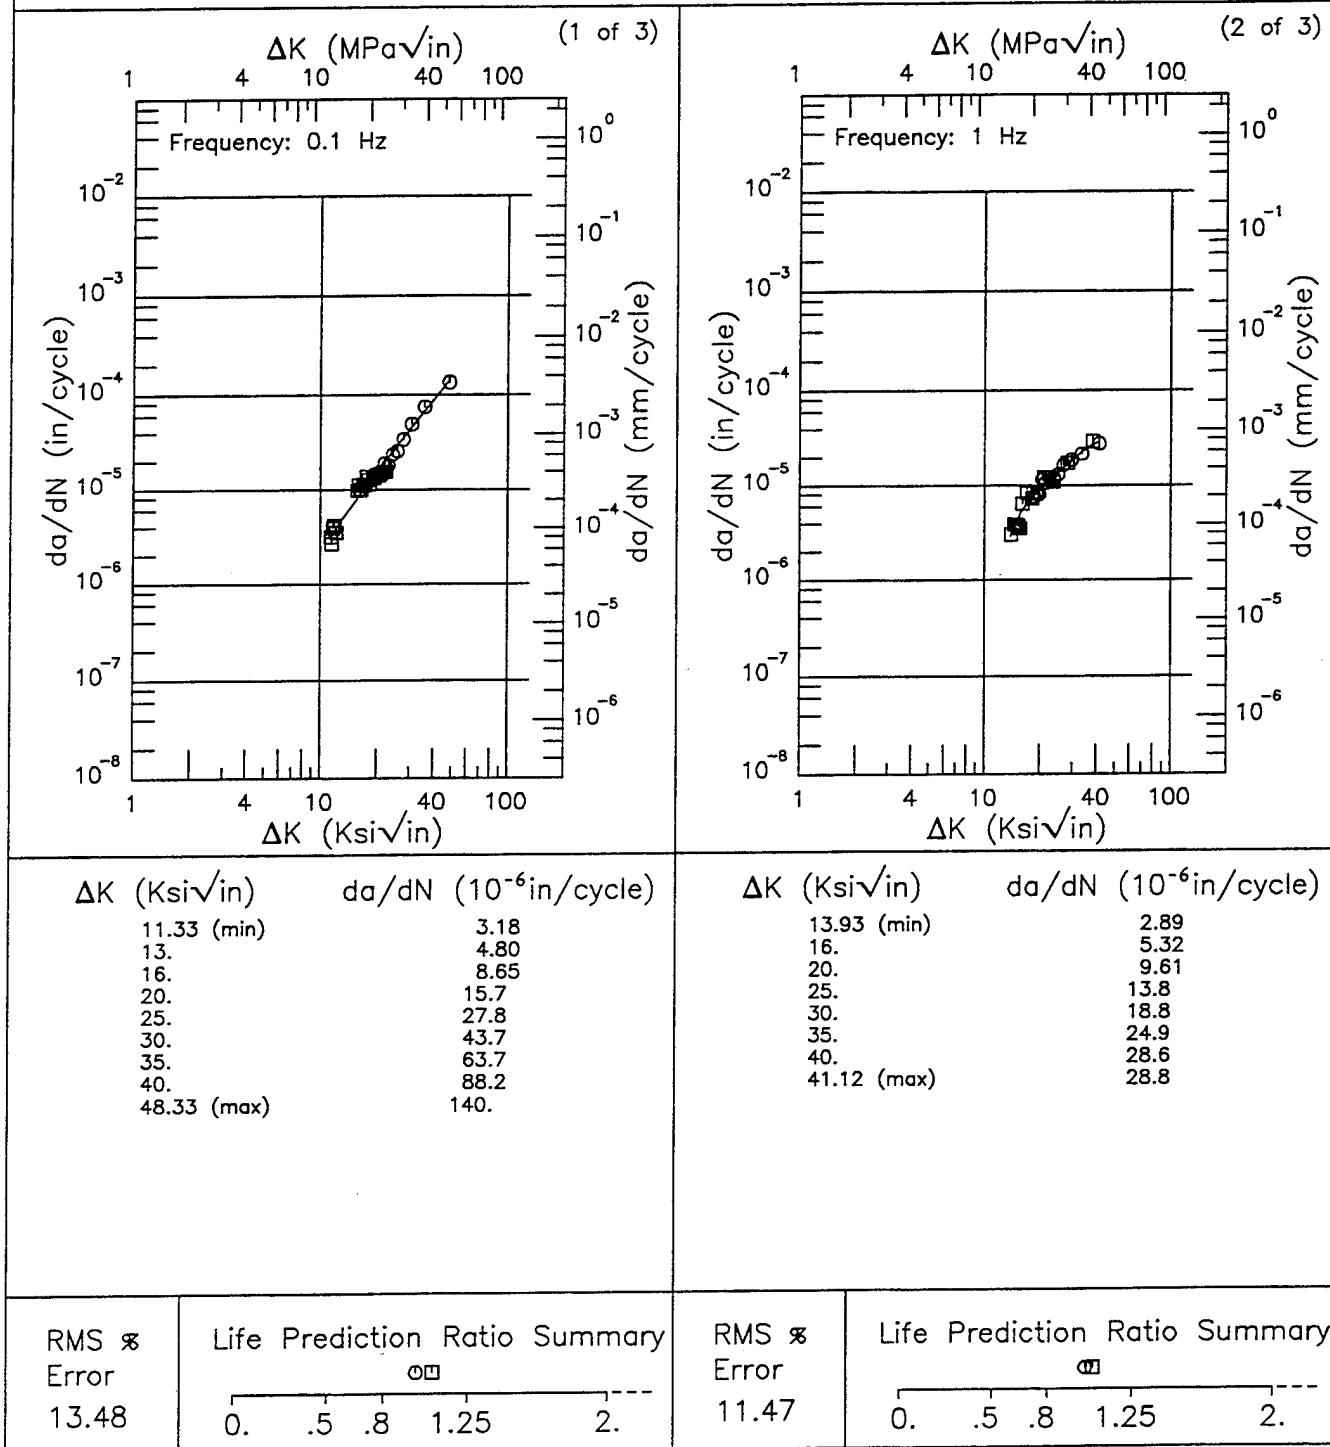 (1 of 3)
ΔK (MPa√in)
1 4 10 40 100
Frequency: 0.1 Hz
10⁰
10⁻²
10⁻¹
10⁻³
10⁻²
10⁻⁴
10⁻³
10⁻⁵
10⁻⁴
10⁻⁶
10⁻⁵
10⁻⁷
10⁻⁶
10⁻⁸
da/dN (in/cycle)
da/dN (mm/cycle)
1 4 10 40 100
ΔK (Ksi√in)
ΔK (Ksi√in) da/dN (10⁻⁶in/cycle)
11.33 (min) 3.18
13. 4.80
16. 8.65
20. 15.7
25. 27.8
30. 43.7
35. 63.7
40. 88.2
48.33 (max) 140.
RMS %
Error
13.48
Life Prediction Ratio Summary
0. .5 .8 1.25 2.
(2 of 3)
ΔK (MPa√in)
1 4 10 40 100
Frequency: 1 Hz
10⁰
10⁻²
10⁻¹
10⁻³
10⁻²
10⁻⁴
10⁻³
10⁻⁵
10⁻⁴
10⁻⁶
10⁻⁵
10⁻⁷
10⁻⁶
10⁻⁸
da/dN (in/cycle)
da/dN (mm/cycle)
1 4 10 40 100
ΔK (Ksi√in)
ΔK (Ksi√in) da/dN (10⁻⁶in/cycle)
13.93 (min) 2.89
16. 5.32
20. 9.61
25. 13.8
30. 18.8
35. 24.9
40. 28.6
41.12 (max) 28.8
RMS %
Error
11.47
Life Prediction Ratio Summary
0. .5 .8 1.25 2.